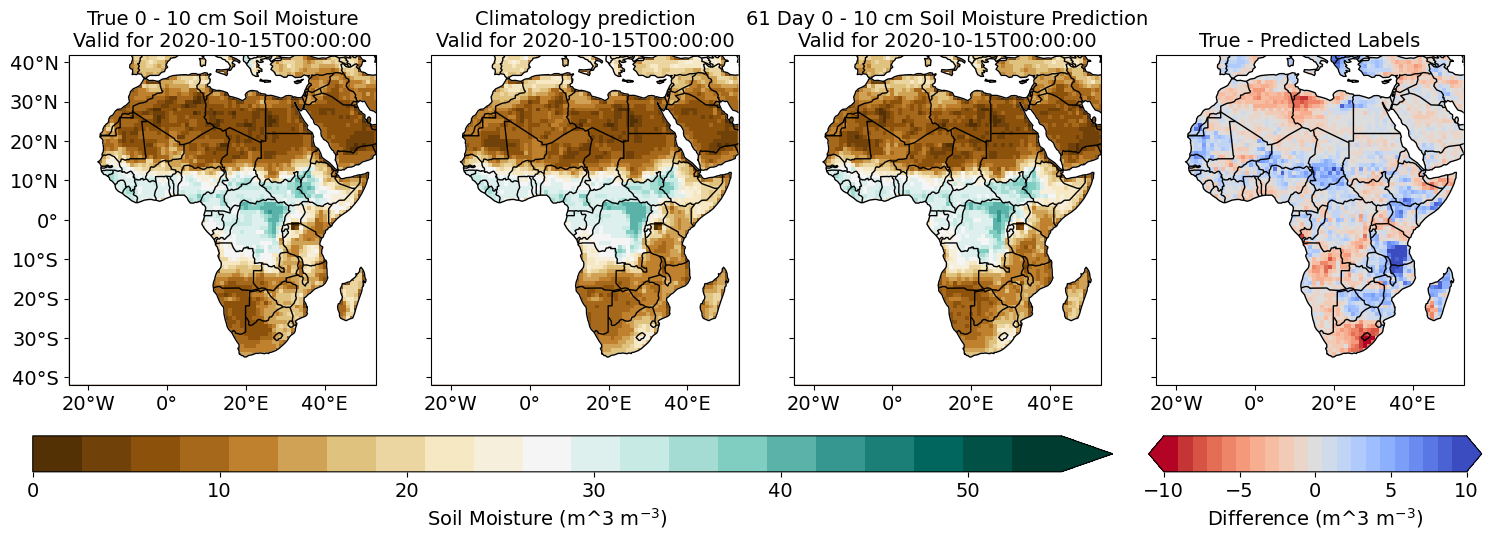 True 0 - 10 cm Soil Moisture
Valid for 2020-10-15T00:00:00
Climatology prediction
Valid for 2020-10-15T00:00:00
61 Day 0 - 10 cm Soil Moisture Prediction
Valid for 2020-10-15T00:00:00
True - Predicted Labels
40°N
30°N
20°N
10°N
0°
10°S
20°S
30°S
40°S
20°W 0° 20°E 40°E
20°W 0° 20°E 40°E
20°W 0° 20°E 40°E
20°W 0° 20°E 40°E
0 10 20 30 40 50
Soil Moisture (m^3 m⁻³)
−10 −5 0 5 10
Difference (m^3 m⁻³)